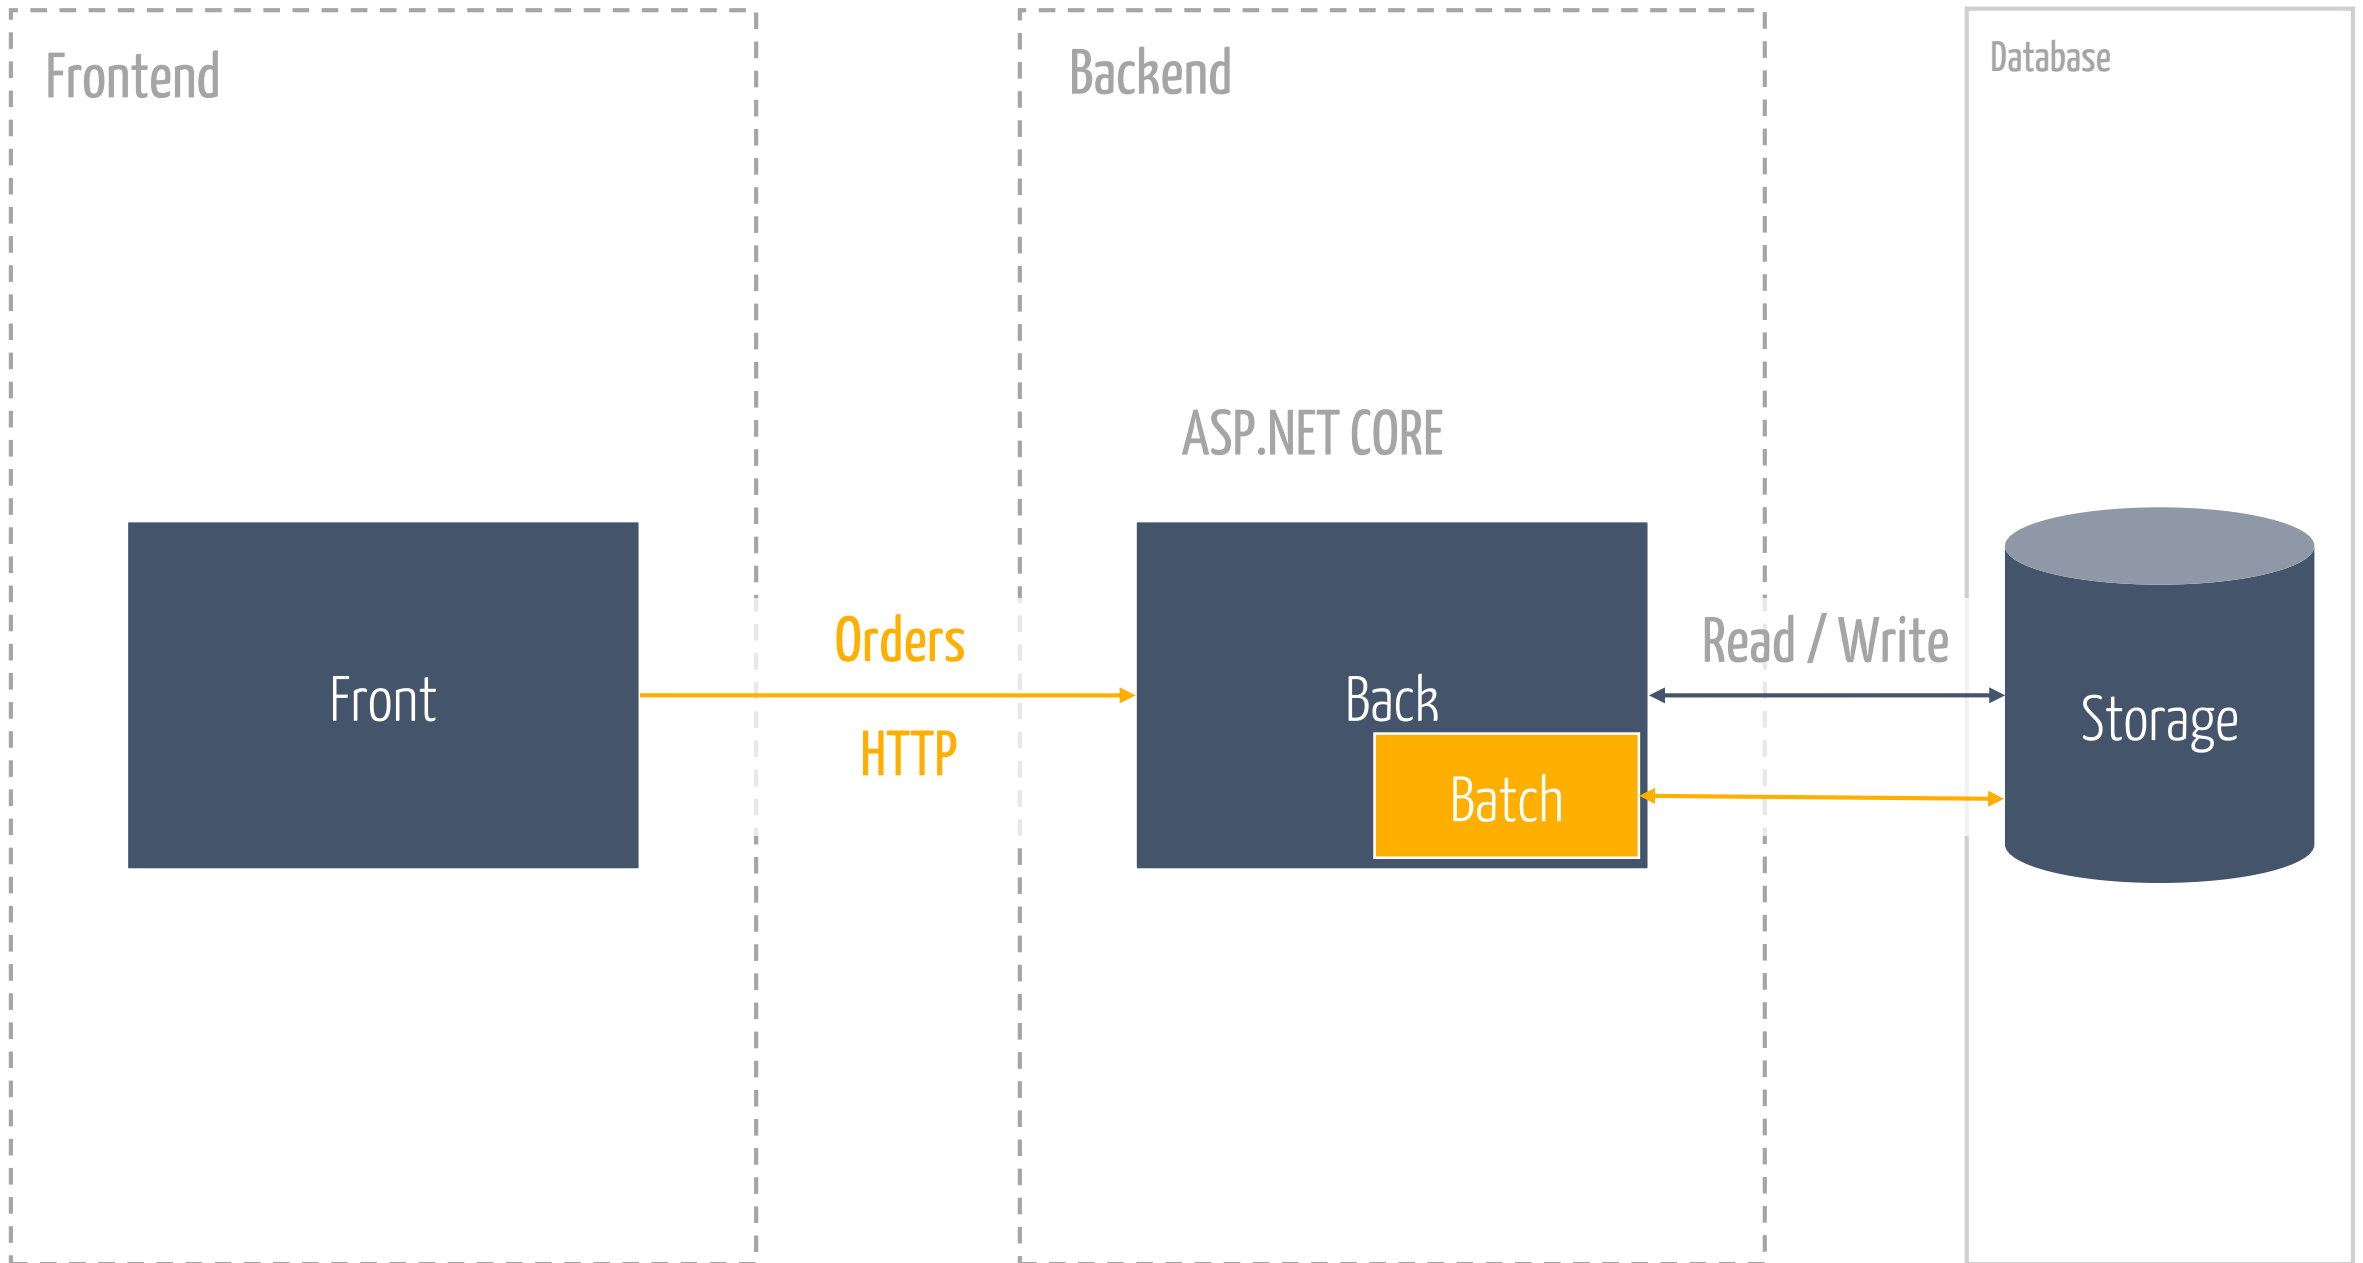 Frontend
Backend
Database
ASP.NET CORE
Orders
Read / Write
Front
Back
Storage
HTTP
Batch